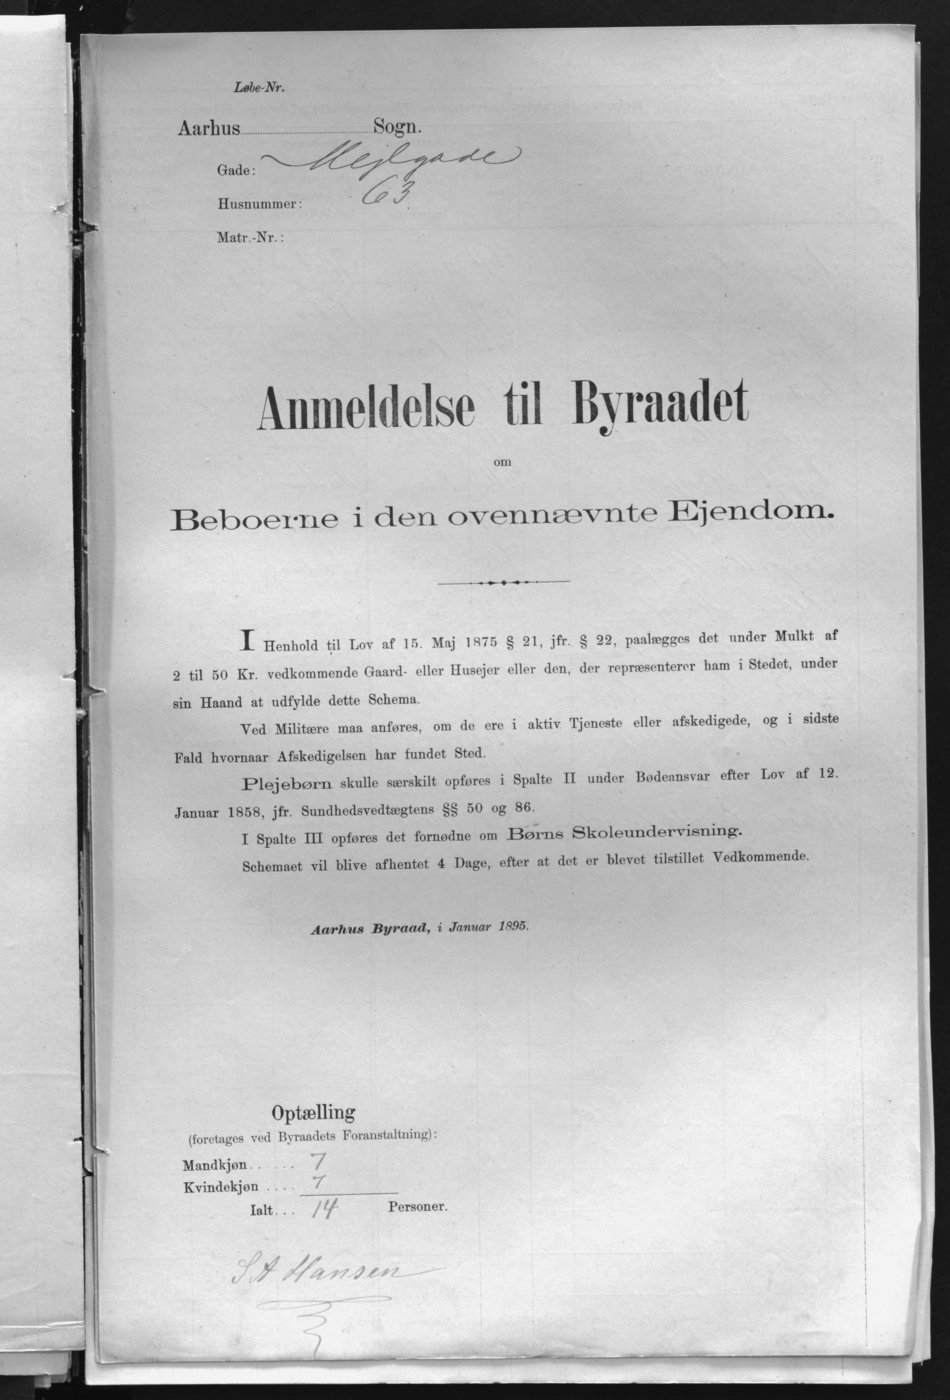 Løbe-Nr.
Aarhus Sogn.
Gade: Mejlgade
Husnummer: 63
Matr.-Nr.:
Anmeldelse til Byraadet
om
Beboerne i den ovennævnte Ejendom.
I Henhold til Lov af 15. Maj 1875 § 21, jfr. § 22, paalægges det under Mulkt af
2 til 50 Kr. vedkommende Gaard- eller Husejer eller den, der repræsenterer ham i Stedet, under
sin Haand at udfylde dette Schema.
Ved Militære maa anføres, om de ere i aktiv Tjeneste eller afskedigede, og i sidste
Fald hvornaar Afskedigelsen har fundet Sted.
Plejebørn skulle særskilt opføres i Spalte II under Bødeansvar efter Lov af 12.
Januar 1858, jfr. Sundhedsvedtægtens §§ 50 og 86.
I Spalte III opføres det fornødne om Børns Skoleundervisning.
Schemaet vil blive afhentet 4 Dage, efter at det er blevet tilstillet Vedkommende.
Aarhus Byraad, i Januar 1895.
Optælling
(foretages ved Byraadets Foranstaltning):
Mandkjøn..... 7
Kvindekjøn.... 7
Ialt... 14 Personer.
S A Hansen